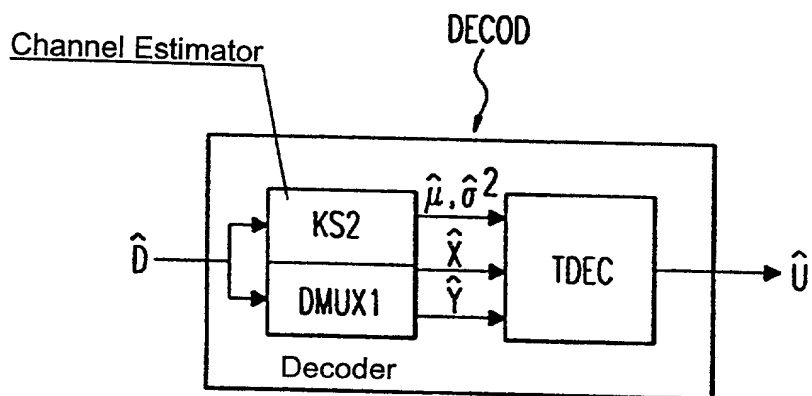 DECOD
Channel Estimator
μ̂, σ̂²
KS2
X̂
D̂
TDEC
Û
DMUX1
Ŷ
Decoder